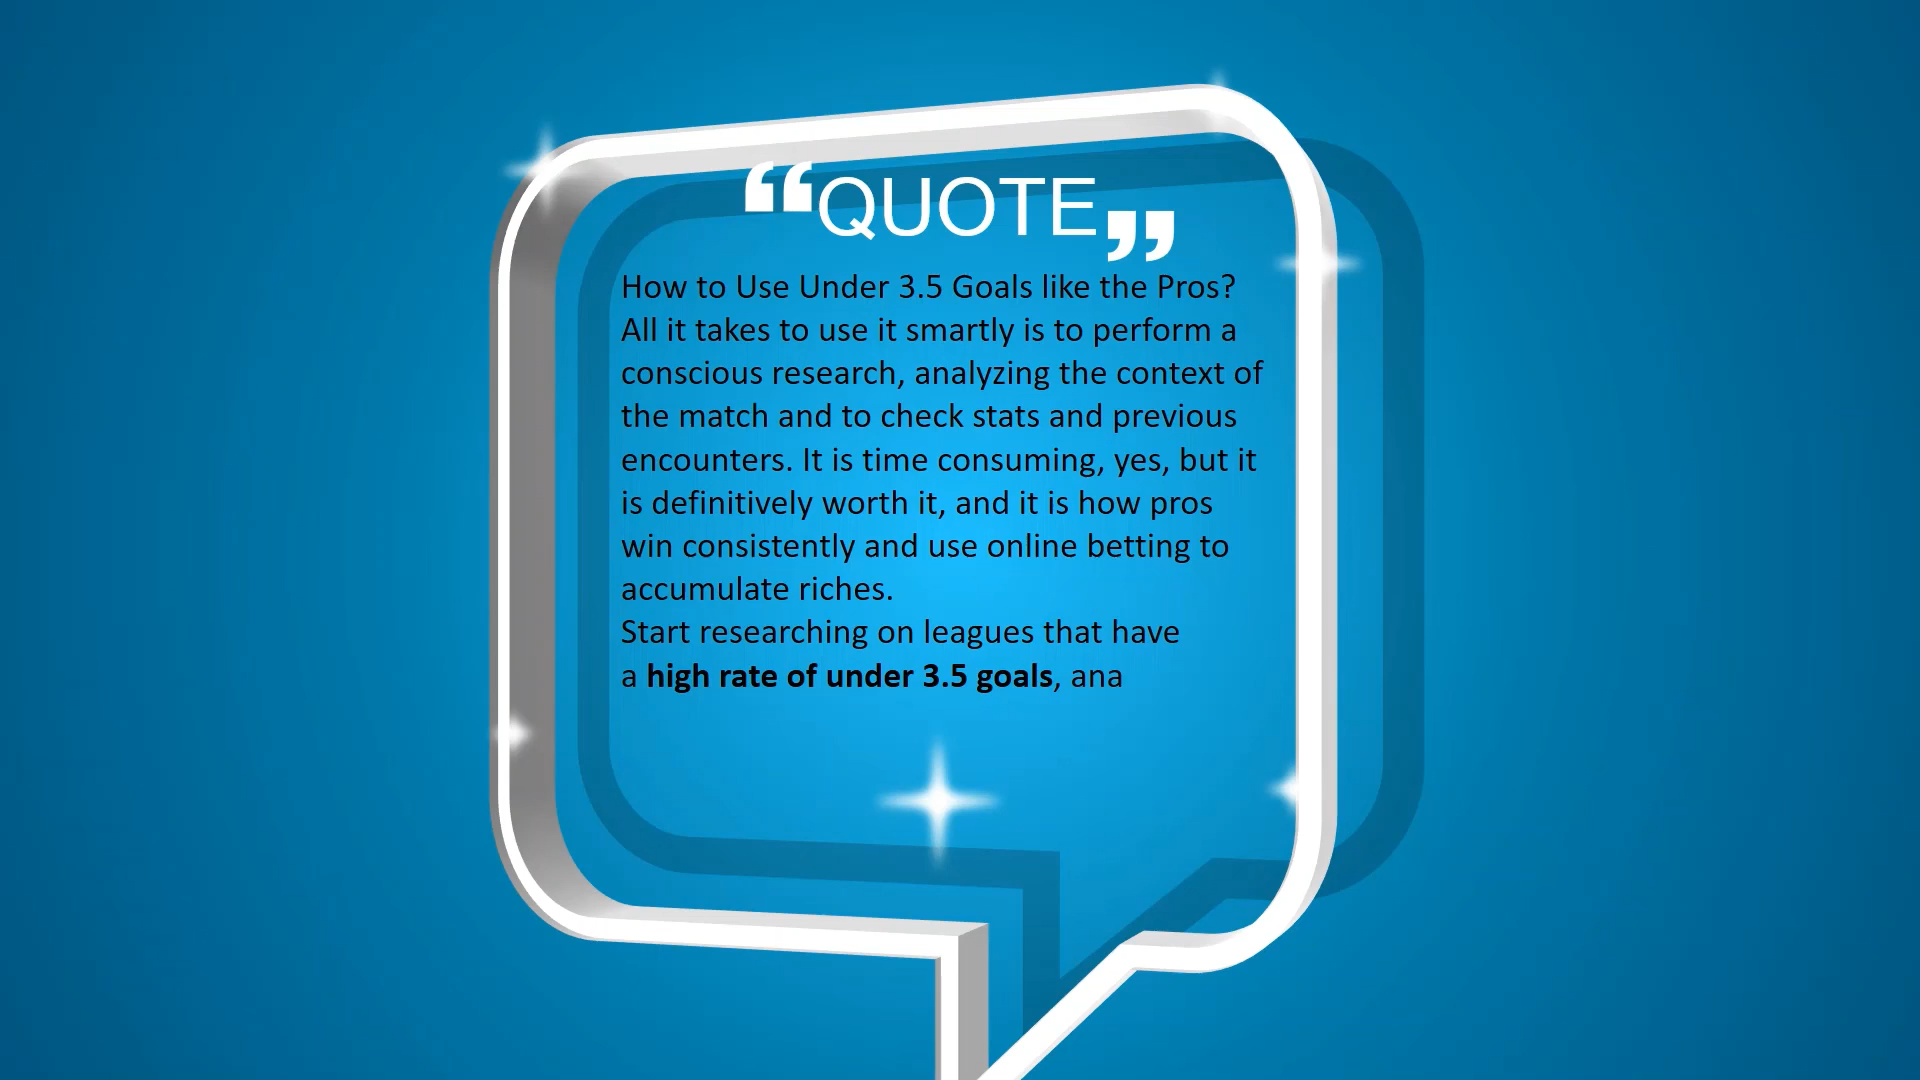 “QUOTE”
How to Use Under 3.5 Goals like the Pros?
All it takes to use it smartly is to perform a
conscious research, analyzing the context of
the match and to check stats and previous
encounters. It is time consuming, yes, but it
is definitively worth it, and it is how pros
win consistently and use online betting to
accumulate riches.
Start researching on leagues that have
a high rate of under 3.5 goals, ana